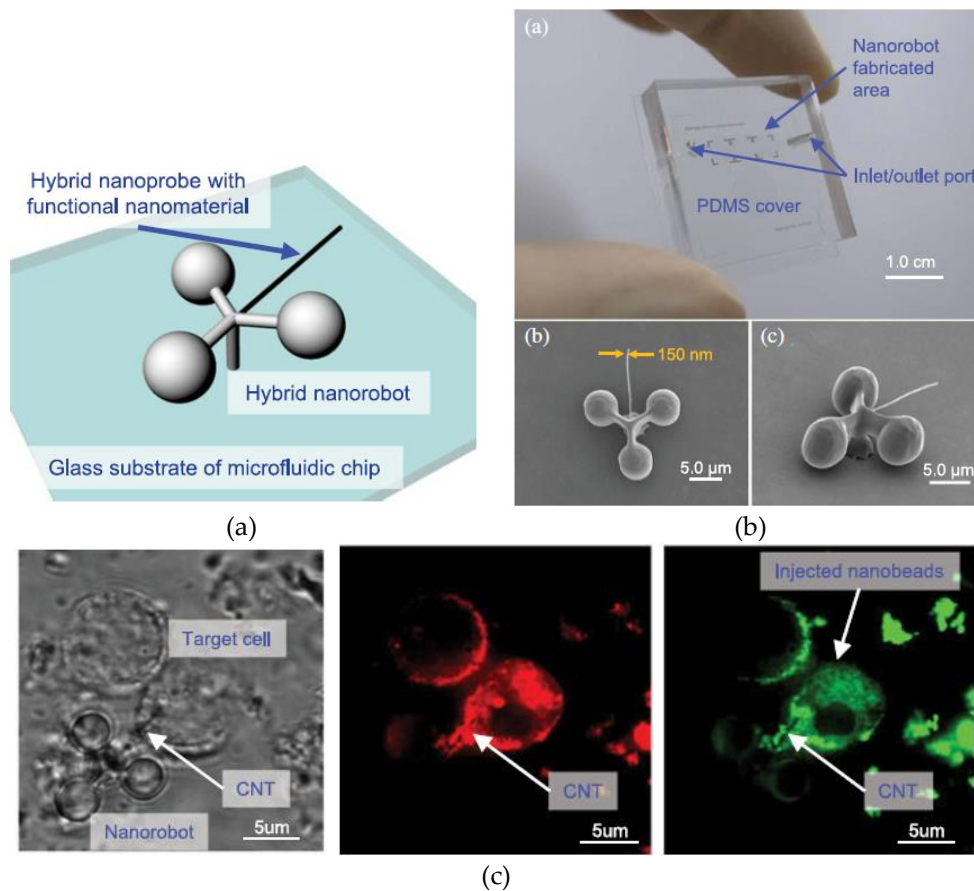 Hybrid nanoprobe with
functional nanomaterial
Hybrid nanorobot
Glass substrate of microfluidic chip
(a)
(a)
Nanorobot
fabricated
area
Inlet/outlet port
PDMS cover
1.0 cm
(b)
150 nm
5.0 μm
(c)
5.0 μm
(b)
Target cell
CNT
Nanorobot
5um
CNT
5um
Injected nanobeads
CNT
5um
(c)